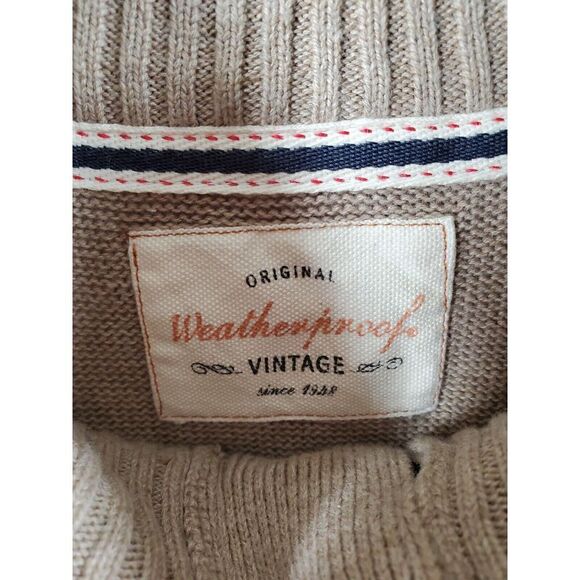 ORIGINAL
Weatherproof
VINTAGE
since 1948